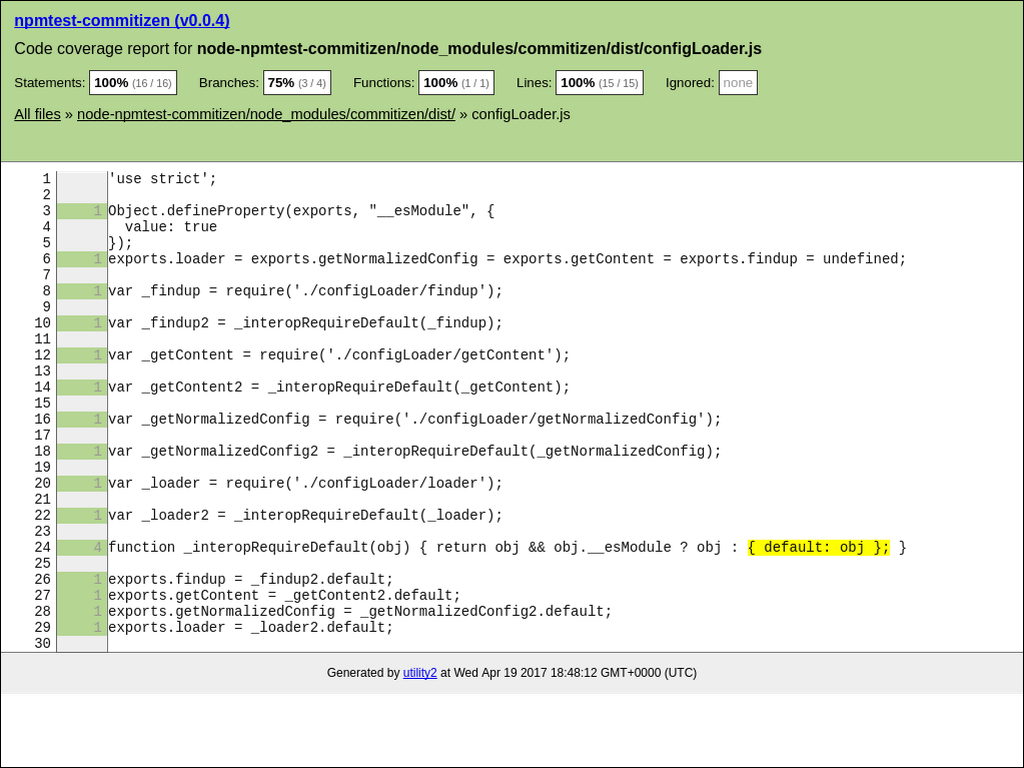 npmtest-commitizen (v0.0.4)
Code coverage report for node-npmtest-commitizen/node_modules/commitizen/dist/configLoader.js
Statements: 100% (16 / 16) Branches: 75% (3 / 4) Functions: 100% (1 / 1) Lines: 100% (15 / 15) Ignored: none
All files » node-npmtest-commitizen/node_modules/commitizen/dist/ » configLoader.js
1 'use strict';
2
3 1 Object.defineProperty(exports, "__esModule", {
4   value: true
5 });
6 1 exports.loader = exports.getNormalizedConfig = exports.getContent = exports.findup = undefined;
7
8 1 var _findup = require('./configLoader/findup');
9
10 1 var _findup2 = _interopRequireDefault(_findup);
11
12 1 var _getContent = require('./configLoader/getContent');
13
14 1 var _getContent2 = _interopRequireDefault(_getContent);
15
16 1 var _getNormalizedConfig = require('./configLoader/getNormalizedConfig');
17
18 1 var _getNormalizedConfig2 = _interopRequireDefault(_getNormalizedConfig);
19
20 1 var _loader = require('./configLoader/loader');
21
22 1 var _loader2 = _interopRequireDefault(_loader);
23
24 4 function _interopRequireDefault(obj) { return obj && obj.__esModule ? obj : { default: obj }; }
25
26 1 exports.findup = _findup2.default;
27 1 exports.getContent = _getContent2.default;
28 1 exports.getNormalizedConfig = _getNormalizedConfig2.default;
29 1 exports.loader = _loader2.default;
30
Generated by utility2 at Wed Apr 19 2017 18:48:12 GMT+0000 (UTC)